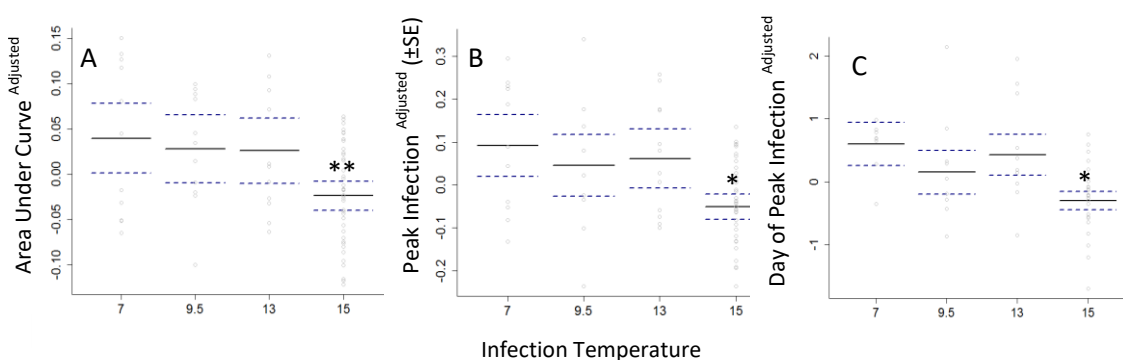 A
Area Under Curve Adjusted
0.15
0.10
0.05
0.00
-0.05
-0.10
**
7 9.5 13 15
B
Peak Infection Adjusted (±SE)
0.3
0.2
0.1
0.0
-0.1
-0.2
*
7 9.5 13 15
C
Day of Peak Infection Adjusted
2
1
0
-1
*
7 9.5 13 15
Infection Temperature